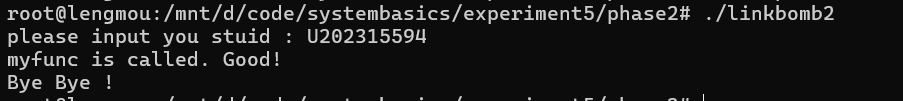 root@lengmou:/mnt/d/code/systembasics/experiment5/phase2# ./linkbomb2
please input you stuid : U202315594
myfunc is called. Good!
Bye Bye !